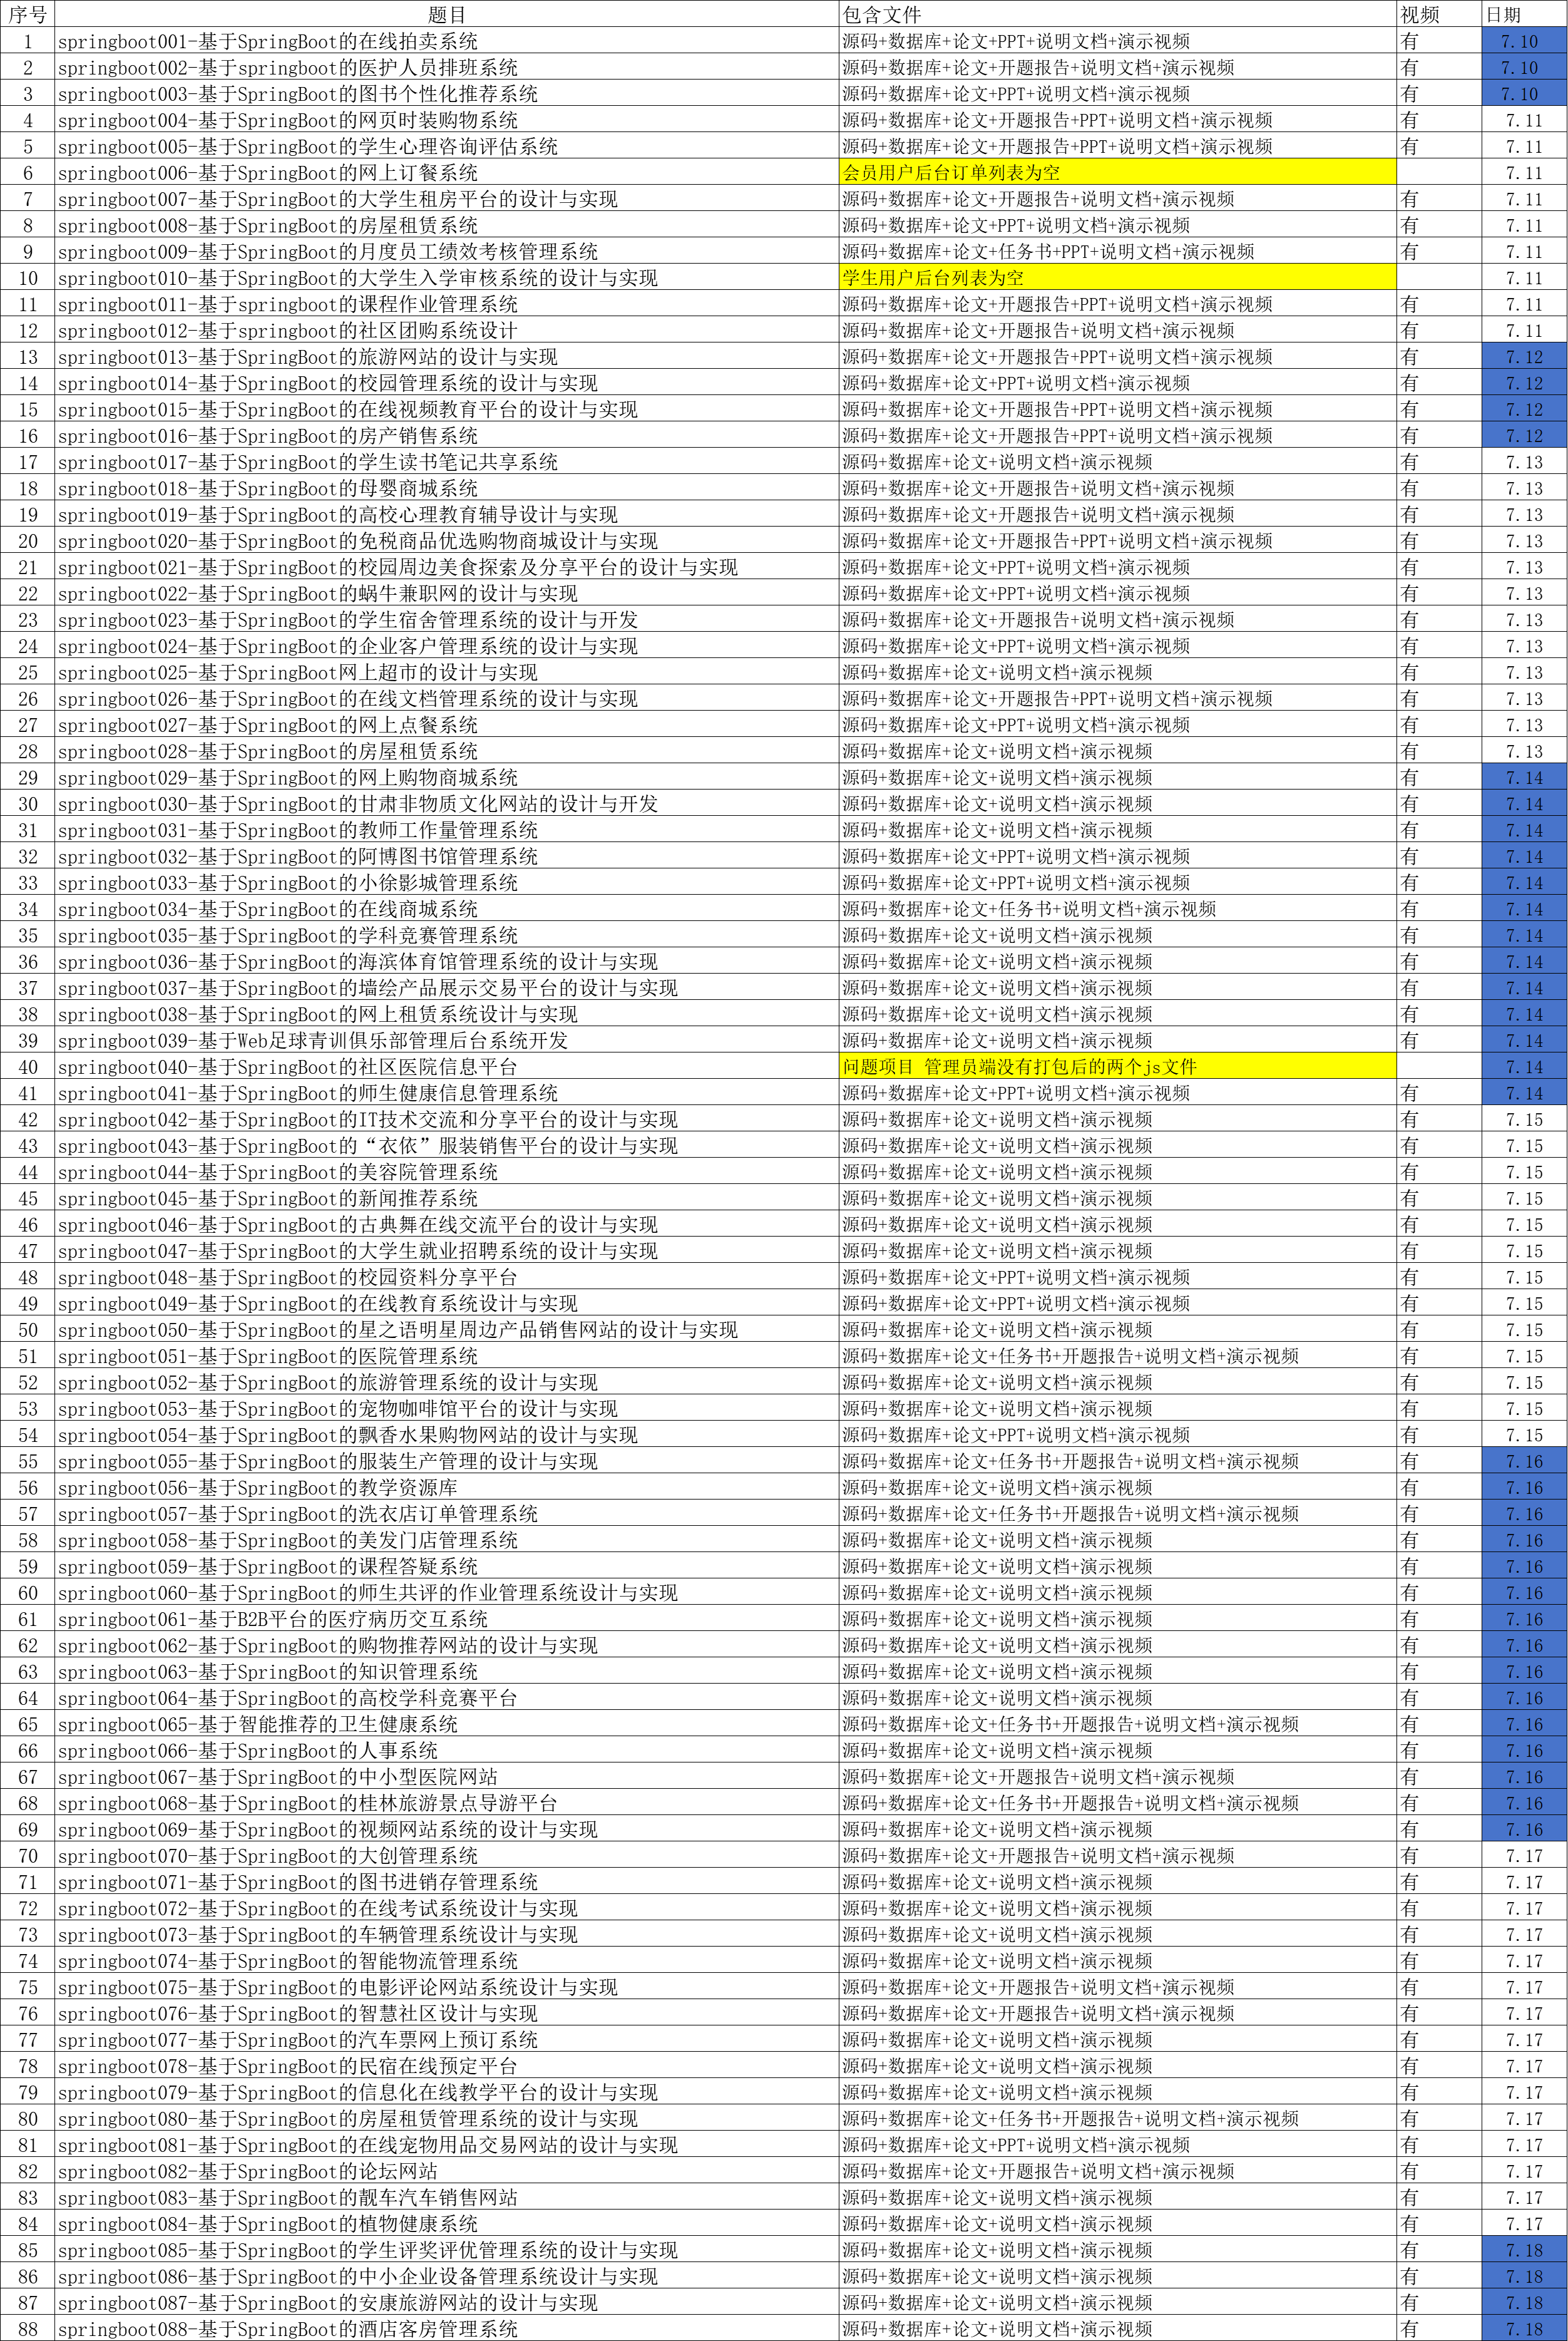 序号 题目 包含文件 视频 日期
1 springboot001-基于SpringBoot的在线拍卖系统 源码+数据库+论文+PPT+说明文档+演示视频 有 7.10
2 springboot002-基于springboot的医护人员排班系统 源码+数据库+论文+开题报告+说明文档+演示视频 有 7.10
3 springboot003-基于SpringBoot的图书个性化推荐系统 源码+数据库+论文+PPT+说明文档+演示视频 有 7.10
4 springboot004-基于SpringBoot的网页时装购物系统 源码+数据库+论文+开题报告+PPT+说明文档+演示视频 有 7.11
5 springboot005-基于SpringBoot的学生心理咨询评估系统 源码+数据库+论文+开题报告+PPT+说明文档+演示视频 有 7.11
6 springboot006-基于SpringBoot的网上订餐系统 会员用户后台订单列表为空 7.11
7 springboot007-基于SpringBoot的大学生租房平台的设计与实现 源码+数据库+论文+开题报告+说明文档+演示视频 有 7.11
8 springboot008-基于SpringBoot的房屋租赁系统 源码+数据库+论文+PPT+说明文档+演示视频 有 7.11
9 springboot009-基于SpringBoot的月度员工绩效考核管理系统 源码+数据库+论文+任务书+PPT+说明文档+演示视频 有 7.11
10 springboot010-基于SpringBoot的大学生入学审核系统的设计与实现 学生用户后台列表为空 7.11
11 springboot011-基于springboot的课程作业管理系统 源码+数据库+论文+开题报告+PPT+说明文档+演示视频 有 7.11
12 springboot012-基于springboot的社区团购系统设计 源码+数据库+论文+开题报告+说明文档+演示视频 有 7.11
13 springboot013-基于SpringBoot的旅游网站的设计与实现 源码+数据库+论文+开题报告+PPT+说明文档+演示视频 有 7.12
14 springboot014-基于SpringBoot的校园管理系统的设计与实现 源码+数据库+论文+PPT+说明文档+演示视频 有 7.12
15 springboot015-基于SpringBoot的在线视频教育平台的设计与实现 源码+数据库+论文+开题报告+PPT+说明文档+演示视频 有 7.12
16 springboot016-基于SpringBoot的房产销售系统 源码+数据库+论文+开题报告+PPT+说明文档+演示视频 有 7.12
17 springboot017-基于SpringBoot的学生读书笔记共享系统 源码+数据库+论文+说明文档+演示视频 有 7.13
18 springboot018-基于SpringBoot的母婴商城系统 源码+数据库+论文+开题报告+说明文档+演示视频 有 7.13
19 springboot019-基于SpringBoot的高校心理教育辅导设计与实现 源码+数据库+论文+开题报告+说明文档+演示视频 有 7.13
20 springboot020-基于SpringBoot的免税商品优选购物商城设计与实现 源码+数据库+论文+开题报告+PPT+说明文档+演示视频 有 7.13
21 springboot021-基于SpringBoot的校园周边美食探索及分享平台的设计与实现 源码+数据库+论文+PPT+说明文档+演示视频 有 7.13
22 springboot022-基于SpringBoot的蜗牛兼职网的设计与实现 源码+数据库+论文+PPT+说明文档+演示视频 有 7.13
23 springboot023-基于SpringBoot的学生宿舍管理系统的设计与开发 源码+数据库+论文+开题报告+说明文档+演示视频 有 7.13
24 springboot024-基于SpringBoot的企业客户管理系统的设计与实现 源码+数据库+论文+PPT+说明文档+演示视频 有 7.13
25 springboot025-基于SpringBoot网上超市的设计与实现 源码+数据库+论文+说明文档+演示视频 有 7.13
26 springboot026-基于SpringBoot的在线文档管理系统的设计与实现 源码+数据库+论文+开题报告+PPT+说明文档+演示视频 有 7.13
27 springboot027-基于SpringBoot的网上点餐系统 源码+数据库+论文+PPT+说明文档+演示视频 有 7.13
28 springboot028-基于SpringBoot的房屋租赁系统 源码+数据库+论文+说明文档+演示视频 有 7.13
29 springboot029-基于SpringBoot的网上购物商城系统 源码+数据库+论文+说明文档+演示视频 有 7.14
30 springboot030-基于SpringBoot的甘肃非物质文化网站的设计与开发 源码+数据库+论文+说明文档+演示视频 有 7.14
31 springboot031-基于SpringBoot的教师工作量管理系统 源码+数据库+论文+说明文档+演示视频 有 7.14
32 springboot032-基于SpringBoot的阿博图书馆管理系统 源码+数据库+论文+PPT+说明文档+演示视频 有 7.14
33 springboot033-基于SpringBoot的小徐影城管理系统 源码+数据库+论文+PPT+说明文档+演示视频 有 7.14
34 springboot034-基于SpringBoot的在线商城系统 源码+数据库+论文+任务书+说明文档+演示视频 有 7.14
35 springboot035-基于SpringBoot的学科竞赛管理系统 源码+数据库+论文+说明文档+演示视频 有 7.14
36 springboot036-基于SpringBoot的海滨体育馆管理系统的设计与实现 源码+数据库+论文+说明文档+演示视频 有 7.14
37 springboot037-基于SpringBoot的墙绘产品展示交易平台的设计与实现 源码+数据库+论文+说明文档+演示视频 有 7.14
38 springboot038-基于SpringBoot的网上租赁系统设计与实现 源码+数据库+论文+说明文档+演示视频 有 7.14
39 springboot039-基于Web足球青训俱乐部管理后台系统开发 源码+数据库+论文+说明文档+演示视频 有 7.14
40 springboot040-基于SpringBoot的社区医院信息平台 问题项目 管理员端没有打包后的两个js文件 7.14
41 springboot041-基于SpringBoot的师生健康信息管理系统 源码+数据库+论文+PPT+说明文档+演示视频 有 7.14
42 springboot042-基于SpringBoot的IT技术交流和分享平台的设计与实现 源码+数据库+论文+说明文档+演示视频 有 7.15
43 springboot043-基于SpringBoot的“衣依”服装销售平台的设计与实现 源码+数据库+论文+说明文档+演示视频 有 7.15
44 springboot044-基于SpringBoot的美容院管理系统 源码+数据库+论文+说明文档+演示视频 有 7.15
45 springboot045-基于SpringBoot的新闻推荐系统 源码+数据库+论文+说明文档+演示视频 有 7.15
46 springboot046-基于SpringBoot的古典舞在线交流平台的设计与实现 源码+数据库+论文+说明文档+演示视频 有 7.15
47 springboot047-基于SpringBoot的大学生就业招聘系统的设计与实现 源码+数据库+论文+说明文档+演示视频 有 7.15
48 springboot048-基于SpringBoot的校园资料分享平台 源码+数据库+论文+PPT+说明文档+演示视频 有 7.15
49 springboot049-基于SpringBoot的在线教育系统设计与实现 源码+数据库+论文+PPT+说明文档+演示视频 有 7.15
50 springboot050-基于SpringBoot的星之语明星周边产品销售网站的设计与实现 源码+数据库+论文+说明文档+演示视频 有 7.15
51 springboot051-基于SpringBoot的医院管理系统 源码+数据库+论文+任务书+开题报告+说明文档+演示视频 有 7.15
52 springboot052-基于SpringBoot的旅游管理系统的设计与实现 源码+数据库+论文+说明文档+演示视频 有 7.15
53 springboot053-基于SpringBoot的宠物咖啡馆平台的设计与实现 源码+数据库+论文+说明文档+演示视频 有 7.15
54 springboot054-基于SpringBoot的飘香水果购物网站的设计与实现 源码+数据库+论文+PPT+说明文档+演示视频 有 7.15
55 springboot055-基于SpringBoot的服装生产管理的设计与实现 源码+数据库+论文+任务书+开题报告+说明文档+演示视频 有 7.16
56 springboot056-基于SpringBoot的教学资源库 源码+数据库+论文+说明文档+演示视频 有 7.16
57 springboot057-基于SpringBoot的洗衣店订单管理系统 源码+数据库+论文+任务书+开题报告+说明文档+演示视频 有 7.16
58 springboot058-基于SpringBoot的美发门店管理系统 源码+数据库+论文+说明文档+演示视频 有 7.16
59 springboot059-基于SpringBoot的课程答疑系统 源码+数据库+论文+说明文档+演示视频 有 7.16
60 springboot060-基于SpringBoot的师生共评的作业管理系统设计与实现 源码+数据库+论文+说明文档+演示视频 有 7.16
61 springboot061-基于B2B平台的医疗病历交互系统 源码+数据库+论文+说明文档+演示视频 有 7.16
62 springboot062-基于SpringBoot的购物推荐网站的设计与实现 源码+数据库+论文+说明文档+演示视频 有 7.16
63 springboot063-基于SpringBoot的知识管理系统 源码+数据库+论文+说明文档+演示视频 有 7.16
64 springboot064-基于SpringBoot的高校学科竞赛平台 源码+数据库+论文+说明文档+演示视频 有 7.16
65 springboot065-基于智能推荐的卫生健康系统 源码+数据库+论文+任务书+开题报告+说明文档+演示视频 有 7.16
66 springboot066-基于SpringBoot的人事系统 源码+数据库+论文+说明文档+演示视频 有 7.16
67 springboot067-基于SpringBoot的中小型医院网站 源码+数据库+论文+开题报告+说明文档+演示视频 有 7.16
68 springboot068-基于SpringBoot的桂林旅游景点导游平台 源码+数据库+论文+任务书+开题报告+说明文档+演示视频 有 7.16
69 springboot069-基于SpringBoot的视频网站系统的设计与实现 源码+数据库+论文+说明文档+演示视频 有 7.16
70 springboot070-基于SpringBoot的大创管理系统 源码+数据库+论文+开题报告+说明文档+演示视频 有 7.17
71 springboot071-基于SpringBoot的图书进销存管理系统 源码+数据库+论文+说明文档+演示视频 有 7.17
72 springboot072-基于SpringBoot的在线考试系统设计与实现 源码+数据库+论文+说明文档+演示视频 有 7.17
73 springboot073-基于SpringBoot的车辆管理系统设计与实现 源码+数据库+论文+说明文档+演示视频 有 7.17
74 springboot074-基于SpringBoot的智能物流管理系统 源码+数据库+论文+说明文档+演示视频 有 7.17
75 springboot075-基于SpringBoot的电影评论网站系统设计与实现 源码+数据库+论文+开题报告+说明文档+演示视频 有 7.17
76 springboot076-基于SpringBoot的智慧社区设计与实现 源码+数据库+论文+开题报告+说明文档+演示视频 有 7.17
77 springboot077-基于SpringBoot的汽车票网上预订系统 源码+数据库+论文+说明文档+演示视频 有 7.17
78 springboot078-基于SpringBoot的民宿在线预定平台 源码+数据库+论文+说明文档+演示视频 有 7.17
79 springboot079-基于SpringBoot的信息化在线教学平台的设计与实现 源码+数据库+论文+说明文档+演示视频 有 7.17
80 springboot080-基于SpringBoot的房屋租赁管理系统的设计与实现 源码+数据库+论文+任务书+开题报告+说明文档+演示视频 有 7.17
81 springboot081-基于SpringBoot的在线宠物用品交易网站的设计与实现 源码+数据库+论文+PPT+说明文档+演示视频 有 7.17
82 springboot082-基于SpringBoot的论坛网站 源码+数据库+论文+开题报告+说明文档+演示视频 有 7.17
83 springboot083-基于SpringBoot的靓车汽车销售网站 源码+数据库+论文+说明文档+演示视频 有 7.17
84 springboot084-基于SpringBoot的植物健康系统 源码+数据库+论文+说明文档+演示视频 有 7.17
85 springboot085-基于SpringBoot的学生评奖评优管理系统的设计与实现 源码+数据库+论文+说明文档+演示视频 有 7.18
86 springboot086-基于SpringBoot的中小企业设备管理系统设计与实现 源码+数据库+论文+说明文档+演示视频 有 7.18
87 springboot087-基于SpringBoot的安康旅游网站的设计与实现 源码+数据库+论文+说明文档+演示视频 有 7.18
88 springboot088-基于SpringBoot的酒店客房管理系统 源码+数据库+论文+说明文档+演示视频 有 7.18